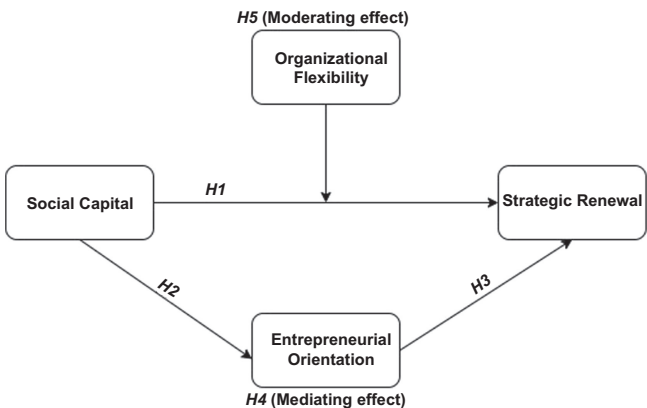 H5 (Moderating effect)
Organizational
Flexibility
H1
Social Capital
Strategic Renewal
H2
H3
Entrepreneurial
Orientation
H4 (Mediating effect)